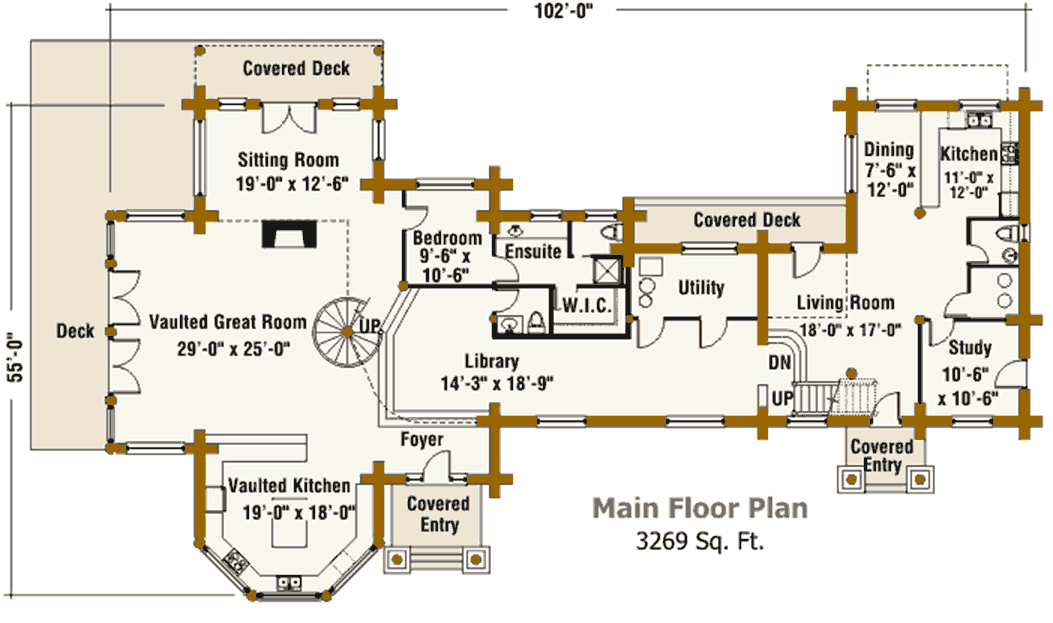 102'-0"
Covered Deck
Sitting Room
19'-0" x 12'-6"
Dining
7'-6" x
12'-0"
Kitchen
11'-0" x
12'-0"
Covered Deck
Bedroom
9'-6" x
10'-6"
Ensuite
W.I.C.
Utility
Living Room
18'-0" x 17'-0"
Deck
Vaulted Great Room
29'-0" x 25'-0"
UP
Library
14'-3" x 18'-9"
DN
UP
Study
10'-6"
x 10'-6"
55'-0"
Foyer
Covered
Entry
Vaulted Kitchen
19'-0" x 18'-0"
Covered
Entry
Main Floor Plan
3269 Sq. Ft.